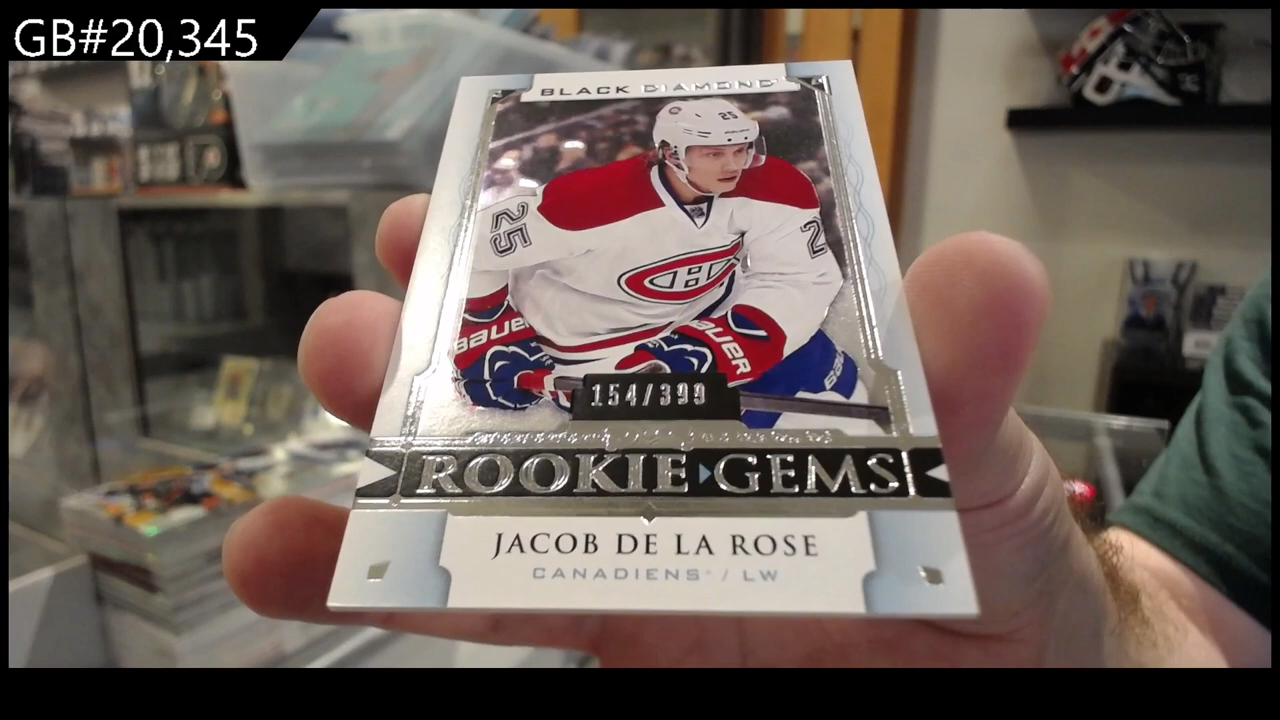 GB#20,345
BLACK DIAMOND
25
25
2
BAUER
BAUER
154/399
ROOKIE GEMS
JACOB DE LA ROSE
CANADIENS / LW